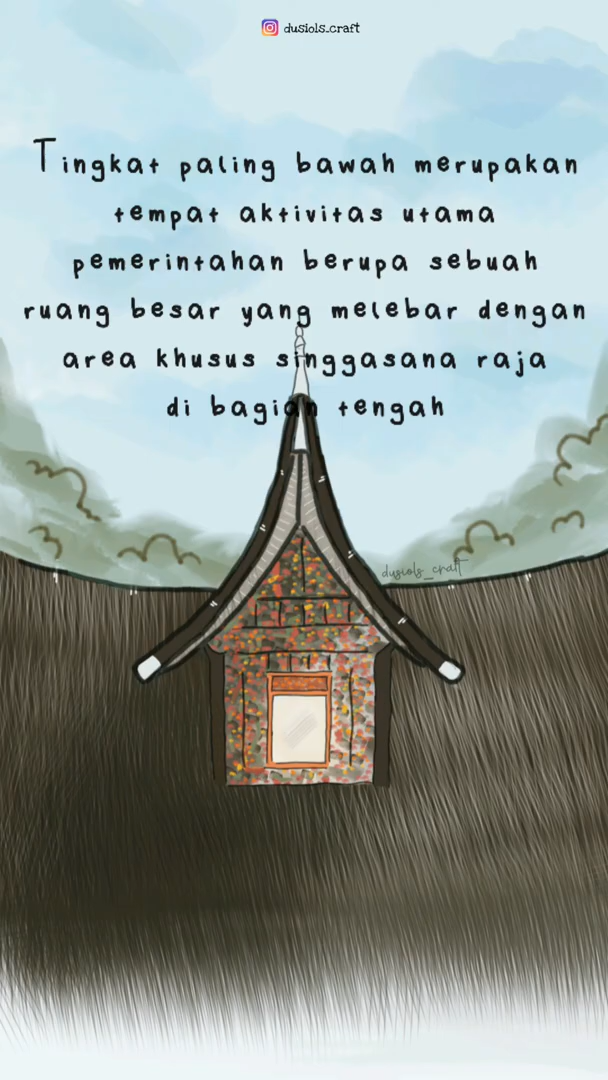 dusiols_craft
Tingkat paling bawah merupakan
tempat aktivitas utama
pemerintahan berupa sebuah
ruang besar yang melebar dengan
area khusus singgasana raja
di bagian tengah
dusiols_craft